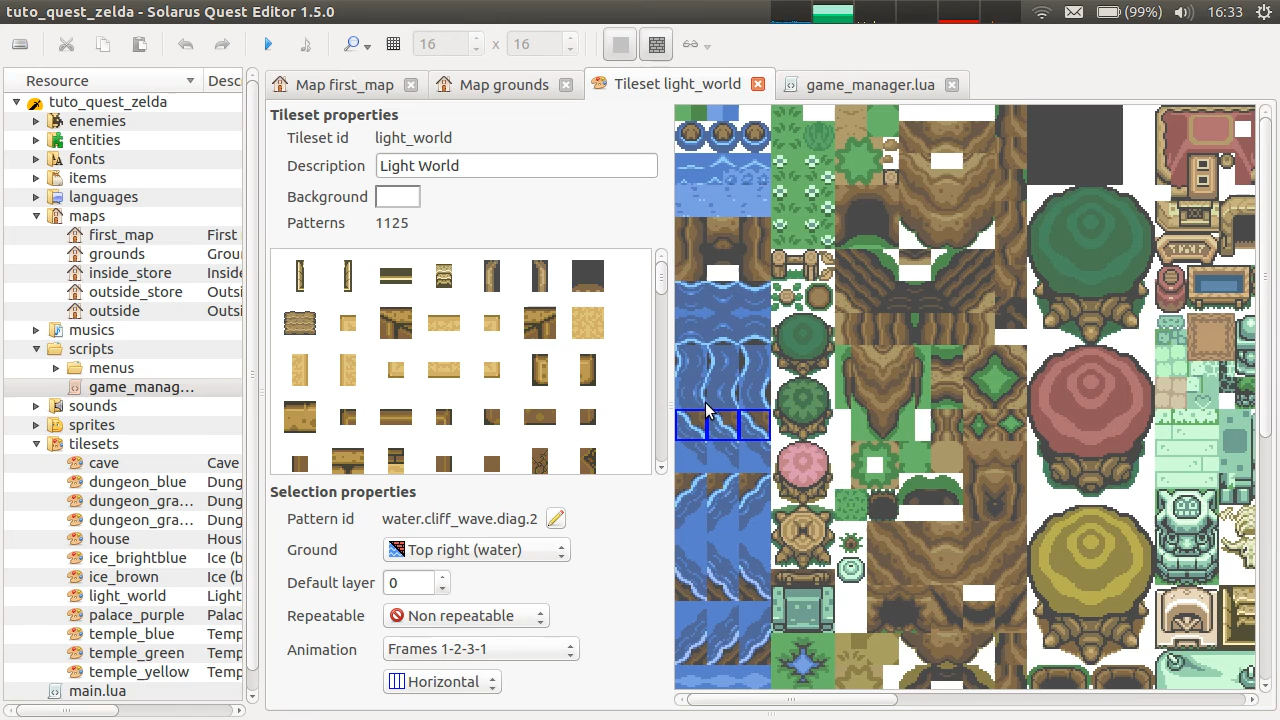 tuto_quest_zelda - Solarus Quest Editor 1.5.0
(99%) 16:33
16 x 16
Resource Desc
Map first_map Map grounds Tileset light_world game_manager.lua
tuto_quest_zelda
enemies
entities
fonts
items
languages
maps
first_map First
grounds Grou
inside_store Insid
outside_store Outsi
outside Outsi
musics
scripts
menus
game_manag...
sounds
sprites
tilesets
cave Cave
dungeon_blue Dung
dungeon_gra... Dung
dungeon_gra... Dung
house Hous
ice_brightblue Ice (b
ice_brown Ice (b
light_world Light
palace_purple Palac
temple_blue Temp
temple_green Temp
temple_yellow Temp
main.lua
Tileset properties
Tileset id light_world
Description Light World
Background
Patterns 1125
Selection properties
Pattern id water.cliff_wave.diag.2
Ground Top right (water)
Default layer 0
Repeatable Non repeatable
Animation Frames 1-2-3-1
Horizontal